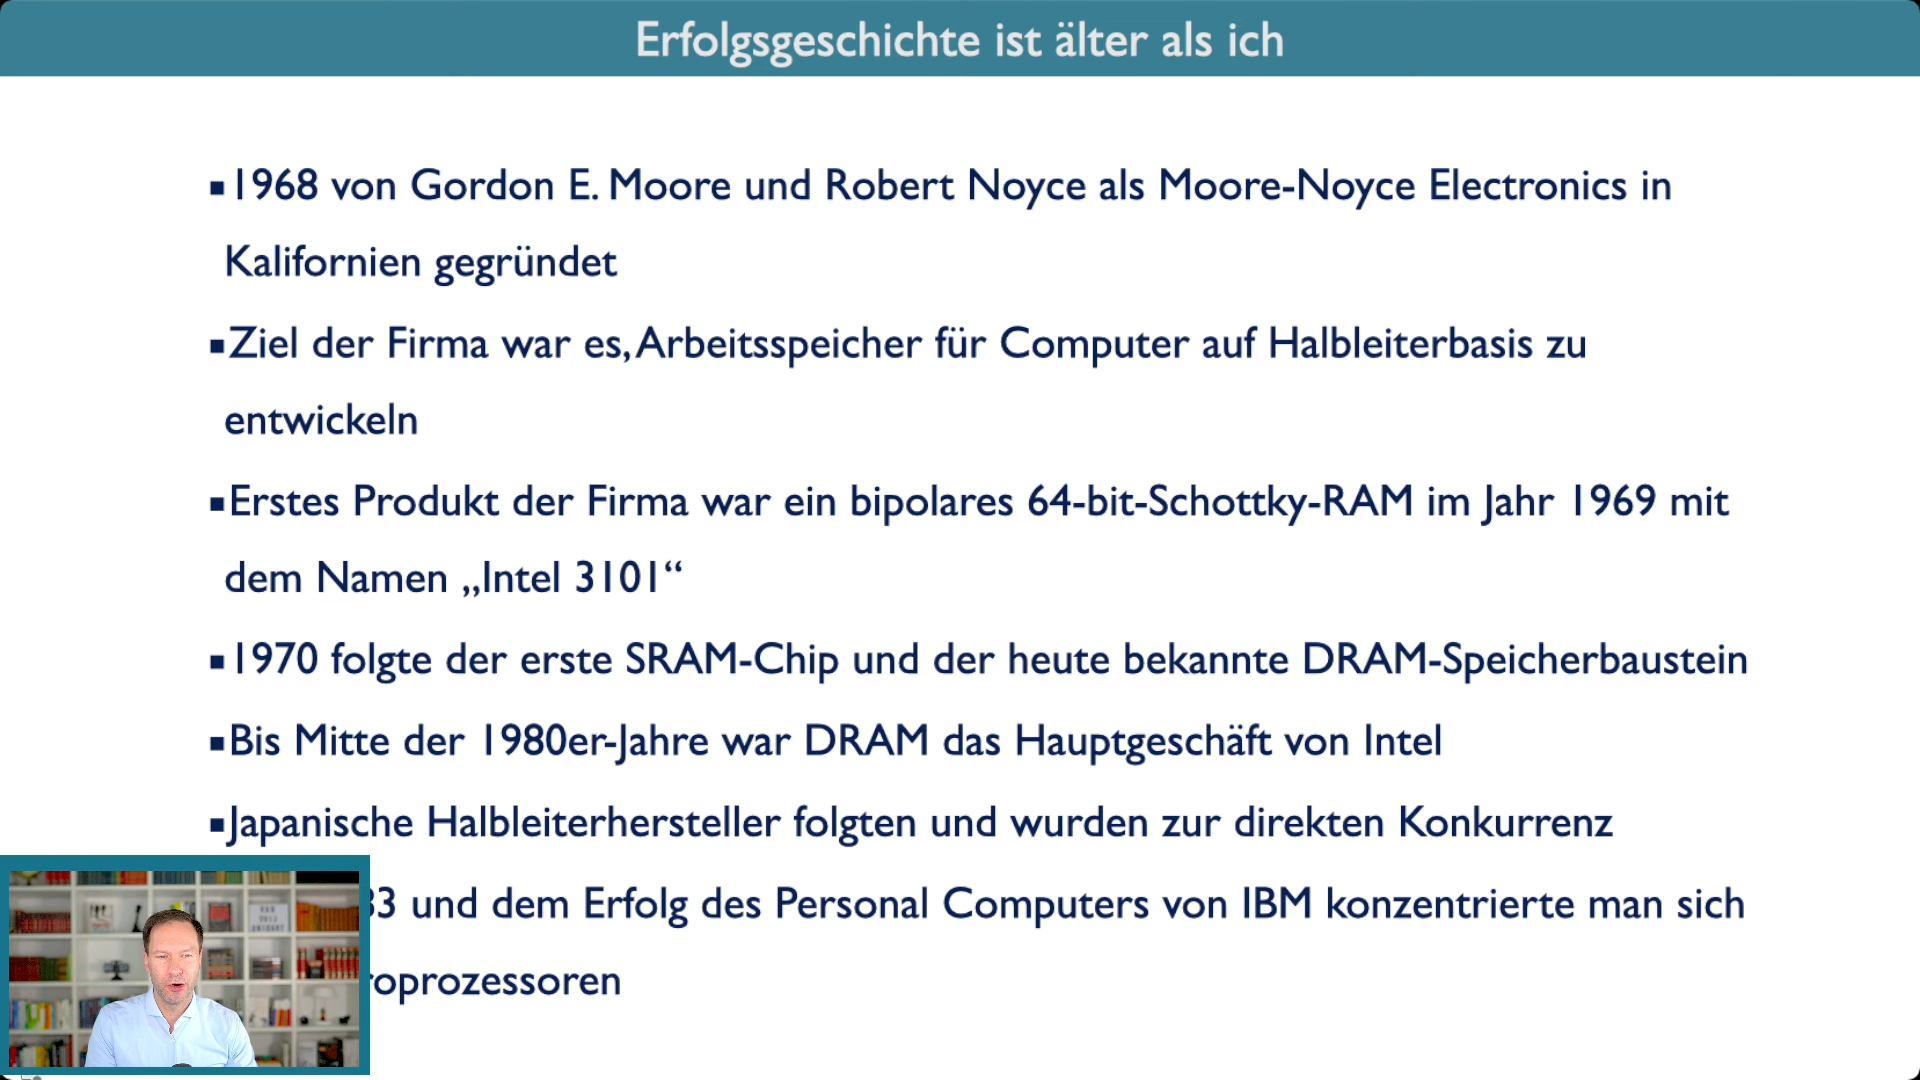 Erfolgsgeschichte ist älter als ich
▪1968 von Gordon E. Moore und Robert Noyce als Moore-Noyce Electronics in
Kalifornien gegründet
▪Ziel der Firma war es, Arbeitsspeicher für Computer auf Halbleiterbasis zu
entwickeln
▪Erstes Produkt der Firma war ein bipolares 64-bit-Schottky-RAM im Jahr 1969 mit
dem Namen „Intel 3101“
▪1970 folgte der erste SRAM-Chip und der heute bekannte DRAM-Speicherbaustein
▪Bis Mitte der 1980er-Jahre war DRAM das Hauptgeschäft von Intel
▪Japanische Halbleiterhersteller folgten und wurden zur direkten Konkurrenz
33 und dem Erfolg des Personal Computers von IBM konzentrierte man sich
roprozessoren